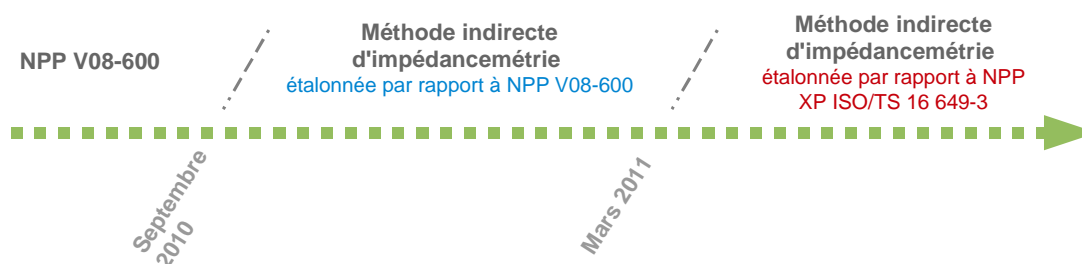 NPP V08-600
Méthode indirecte
d'impédancemétrie
étalonnée par rapport à NPP V08-600
Méthode indirecte
d'impédancemétrie
étalonnée par rapport à NPP
XP ISO/TS 16 649-3
Septembre
2010
Mars 2011